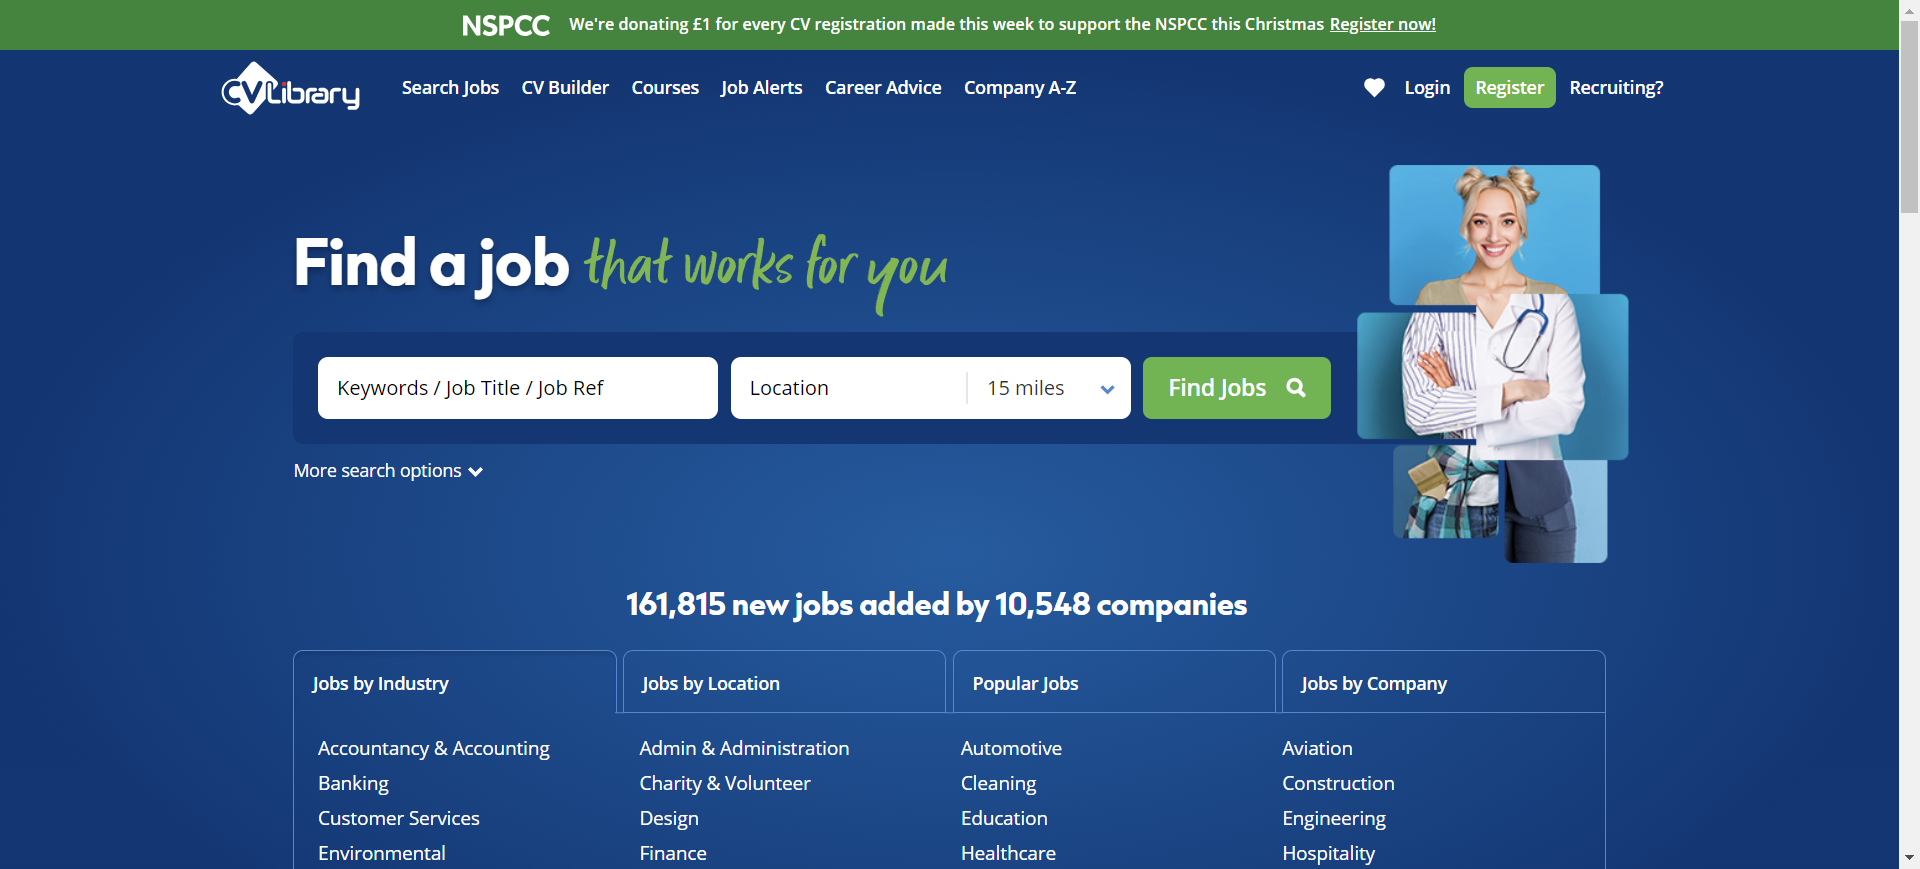 NSPCC We're donating £1 for every CV registration made this week to support the NSPCC this Christmas Register now!
CVLibrary Search Jobs CV Builder Courses Job Alerts Career Advice Company A-Z Login Register Recruiting?
Find a job that works for you
Keywords / Job Title / Job Ref Location 15 miles Find Jobs
More search options
161,815 new jobs added by 10,548 companies
Jobs by Industry Jobs by Location Popular Jobs Jobs by Company
Accountancy & Accounting Admin & Administration Automotive Aviation
Banking Charity & Volunteer Cleaning Construction
Customer Services Design Education Engineering
Environmental Finance Healthcare Hospitality